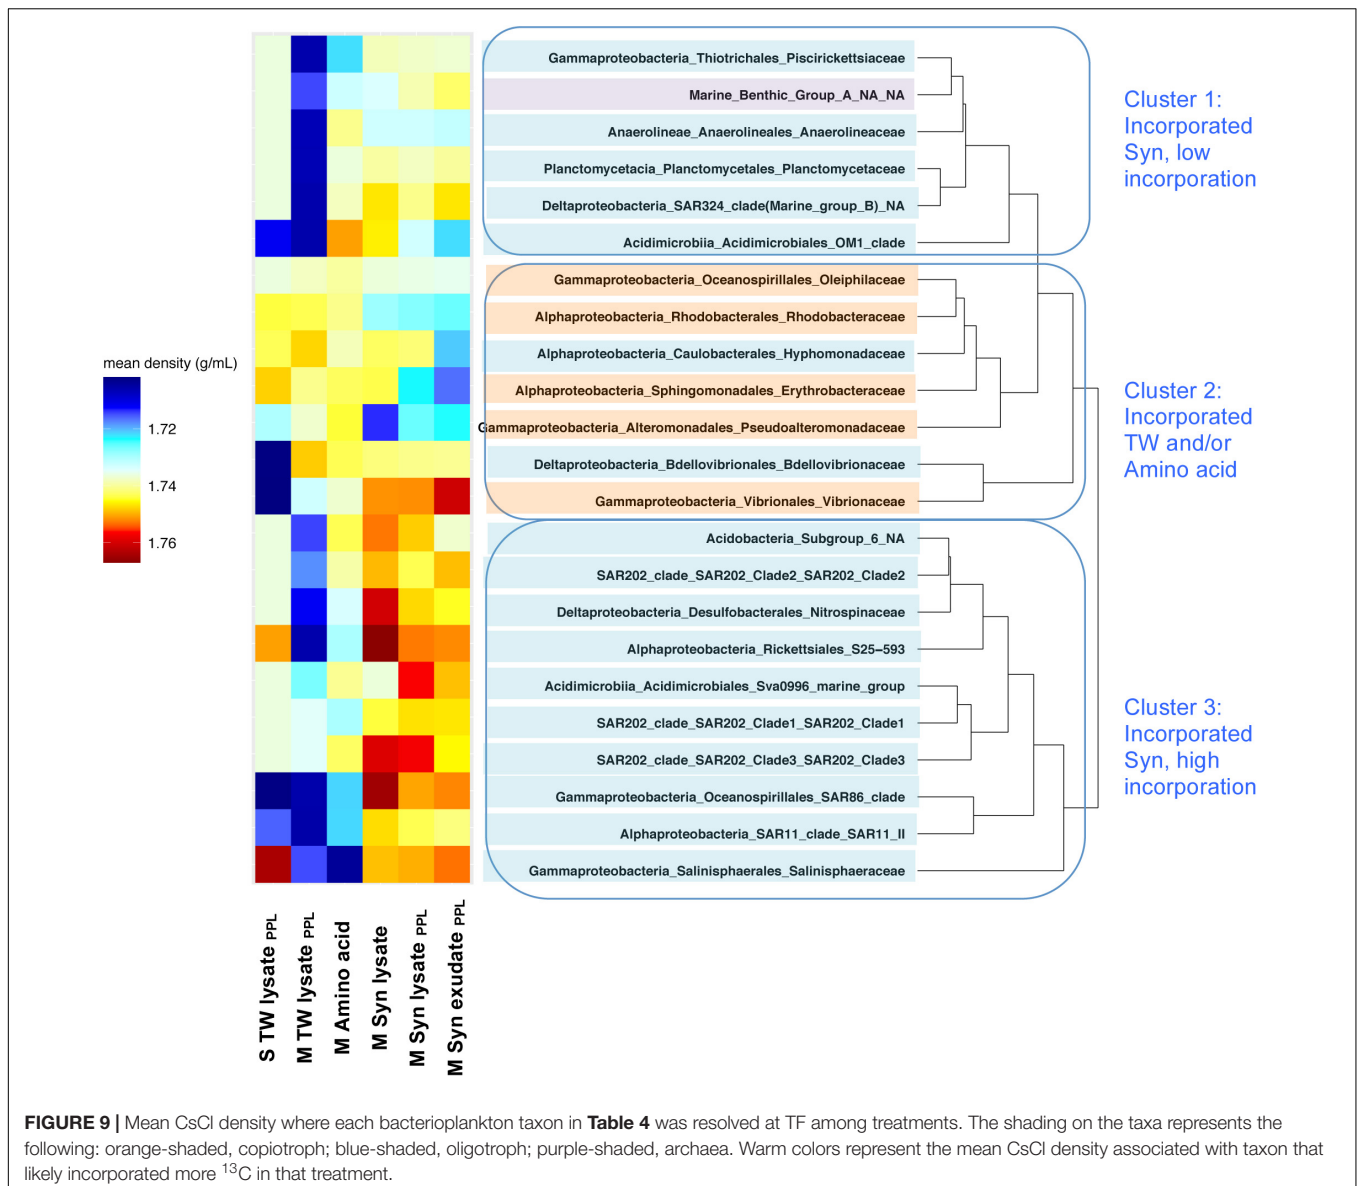 Gammaproteobacteria_Thiotrichales_Piscirickettsiaceae
Marine_Benthic_Group_A_NA_NA
Anaerolineae_Anaerolineales_Anaerolineaceae
Planctomycetacia_Planctomycetales_Planctomycetaceae
Deltaproteobacteria_SAR324_clade(Marine_group_B)_NA
Acidimicrobiia_Acidimicrobiales_OM1_clade
Cluster 1:
Incorporated
Syn, low
incorporation
Gammaproteobacteria_Oceanospirillales_Oleiphilaceae
Alphaproteobacteria_Rhodobacterales_Rhodobacteraceae
Alphaproteobacteria_Caulobacterales_Hyphomonadaceae
Alphaproteobacteria_Sphingomonadales_Erythrobacteraceae
Gammaproteobacteria_Alteromonadales_Pseudoalteromonadaceae
Deltaproteobacteria_Bdellovibrionales_Bdellovibrionaceae
Gammaproteobacteria_Vibrionales_Vibrionaceae
Cluster 2:
Incorporated
TW and/or
Amino acid
mean density (g/mL)
1.72
1.74
1.76
Acidobacteria_Subgroup_6_NA
SAR202_clade_SAR202_Clade2_SAR202_Clade2
Deltaproteobacteria_Desulfobacterales_Nitrospinaceae
Alphaproteobacteria_Rickettsiales_S25−593
Acidimicrobiia_Acidimicrobiales_Sva0996_marine_group
SAR202_clade_SAR202_Clade1_SAR202_Clade1
SAR202_clade_SAR202_Clade3_SAR202_Clade3
Gammaproteobacteria_Oceanospirillales_SAR86_clade
Alphaproteobacteria_SAR11_clade_SAR11_II
Gammaproteobacteria_Salinisphaerales_Salinisphaeraceae
Cluster 3:
Incorporated
Syn, high
incorporation
S TW lysate PPL
M TW lysate PPL
M Amino acid
M Syn lysate
M Syn lysate PPL
M Syn exudate PPL
FIGURE 9 | Mean CsCl density where each bacterioplankton taxon in Table 4 was resolved at TF among treatments. The shading on the taxa represents the
following: orange-shaded, copiotroph; blue-shaded, oligotroph; purple-shaded, archaea. Warm colors represent the mean CsCl density associated with taxon that
likely incorporated more ¹³C in that treatment.